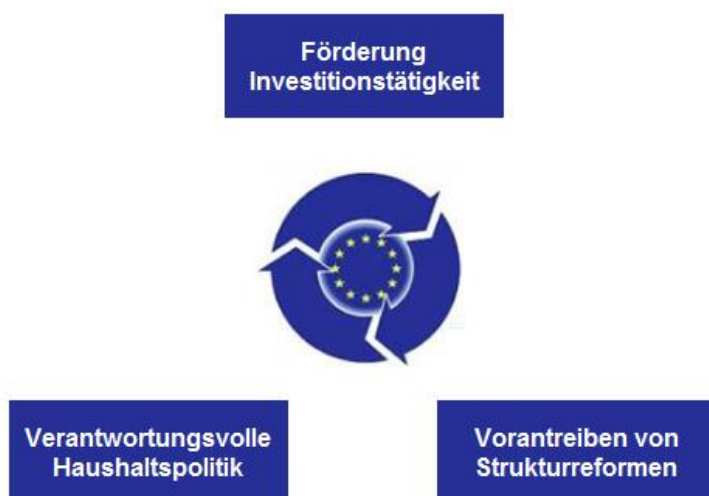 Förderung
Investitionstätigkeit
Verantwortungsvolle
Haushaltspolitik
Vorantreiben von
Strukturreformen